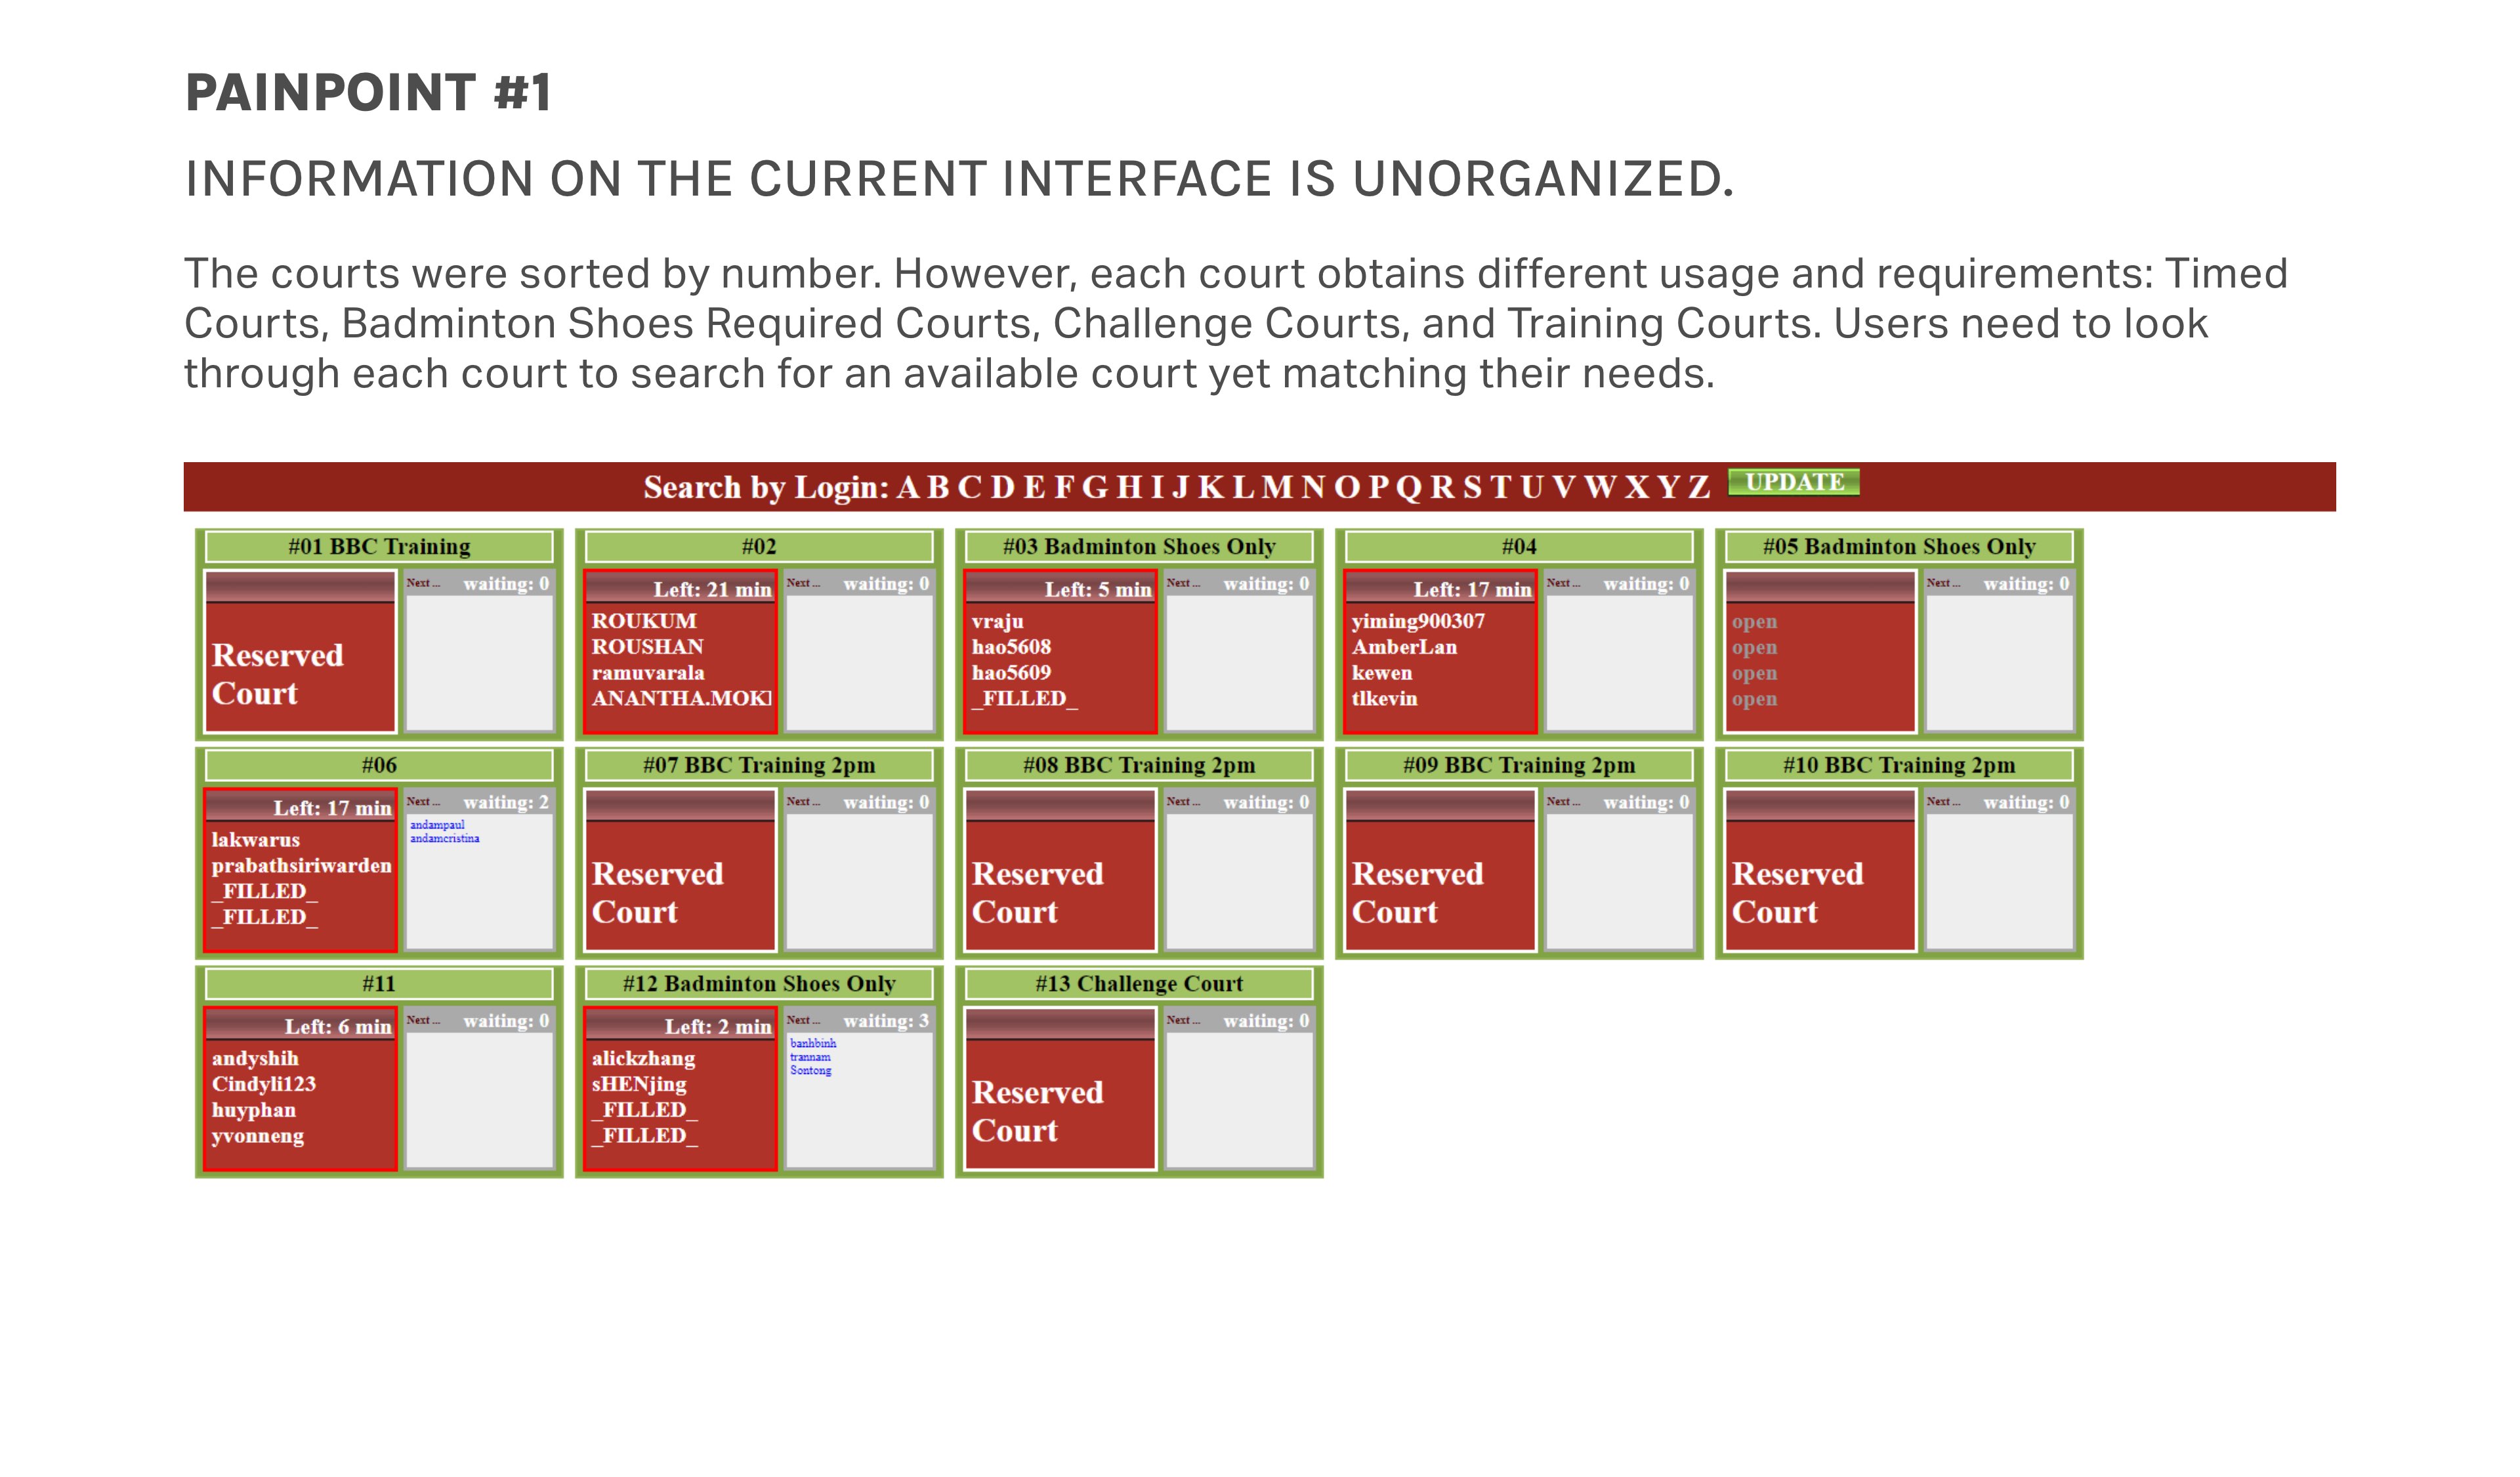 PAINPOINT #1
INFORMATION ON THE CURRENT INTERFACE IS UNORGANIZED.
The courts were sorted by number. However, each court obtains different usage and requirements: Timed
Courts, Badminton Shoes Required Courts, Challenge Courts, and Training Courts. Users need to look
through each court to search for an available court yet matching their needs.
Search by Login: A B C D E F G H I J K L M N O P Q R S T U V W X Y Z UPDATE
#01 BBC Training
Next ... waiting: 0
Reserved
Court
#02
Left: 21 min Next ... waiting: 0
ROUKUM
ROUSHAN
ramuvarala
ANANTHA.MOK
#03 Badminton Shoes Only
Left: 5 min Next ... waiting: 0
vraju
hao5608
hao5609
_FILLED_
#04
Left: 17 min Next ... waiting: 0
yiming900307
AmberLan
kewen
tlkevin
#05 Badminton Shoes Only
Next ... waiting: 0
open
open
open
open
#06
Left: 17 min Next ... waiting: 2
lakwarus
prabathsiriwarden
_FILLED_
_FILLED_
andampaul
andamcristina
#07 BBC Training 2pm
Next ... waiting: 0
Reserved
Court
#08 BBC Training 2pm
Next ... waiting: 0
Reserved
Court
#09 BBC Training 2pm
Next ... waiting: 0
Reserved
Court
#10 BBC Training 2pm
Next ... waiting: 0
Reserved
Court
#11
Left: 6 min Next ... waiting: 0
andyshih
Cindyli123
huyphan
yvonneng
#12 Badminton Shoes Only
Left: 2 min Next ... waiting: 3
alickzhang
sHENjing
_FILLED_
_FILLED_
banhbinh
trannam
Sontong
#13 Challenge Court
Next ... waiting: 0
Reserved
Court